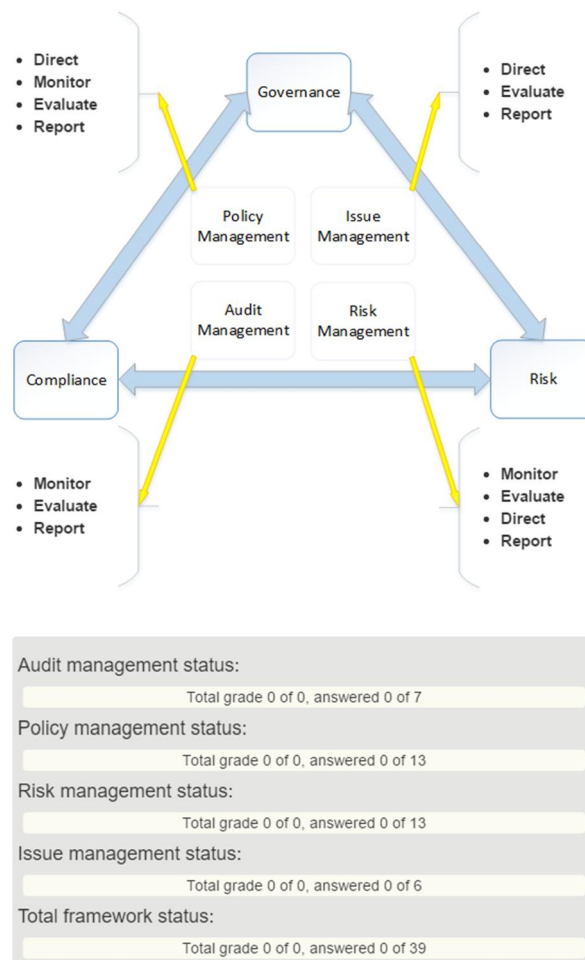 • Direct
• Monitor
• Evaluate
• Report
Governance
• Direct
• Evaluate
• Report
Policy
Management
Issue
Management
Audit
Management
Risk
Management
Compliance
Risk
• Monitor
• Evaluate
• Report
• Monitor
• Evaluate
• Direct
• Report
Audit management status:
Total grade 0 of 0, answered 0 of 7
Policy management status:
Total grade 0 of 0, answered 0 of 13
Risk management status:
Total grade 0 of 0, answered 0 of 13
Issue management status:
Total grade 0 of 0, answered 0 of 6
Total framework status:
Total grade 0 of 0, answered 0 of 39